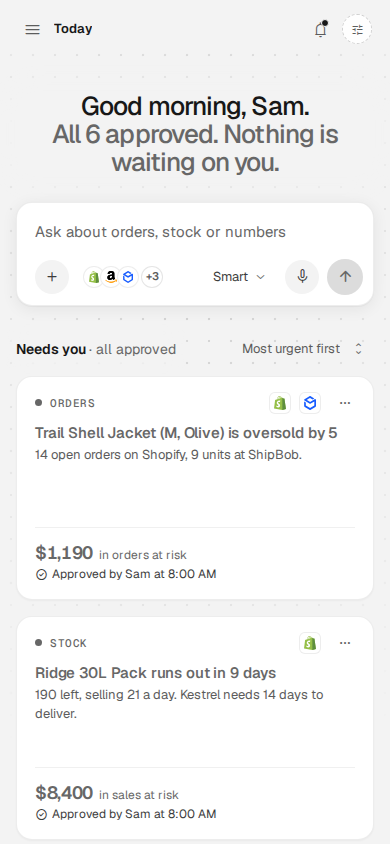 Today
Good morning, Sam.
All 6 approved. Nothing is
waiting on you.
Ask about orders, stock or numbers
+3
Smart
Needs you · all approved
Most urgent first
ORDERS
Trail Shell Jacket (M, Olive) is oversold by 5
14 open orders on Shopify, 9 units at ShipBob.
$1,190 in orders at risk
Approved by Sam at 8:00 AM
STOCK
Ridge 30L Pack runs out in 9 days
190 left, selling 21 a day. Kestrel needs 14 days to
deliver.
$8,400 in sales at risk
Approved by Sam at 8:00 AM